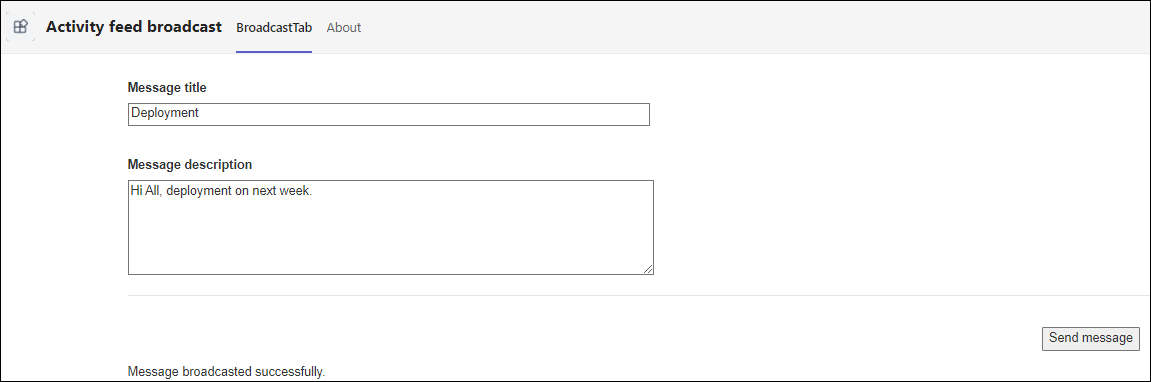 Activity feed broadcast BroadcastTab About
Message title
Deployment
Message description
Hi All, deployment on next week.
Send message
Message broadcasted successfully.